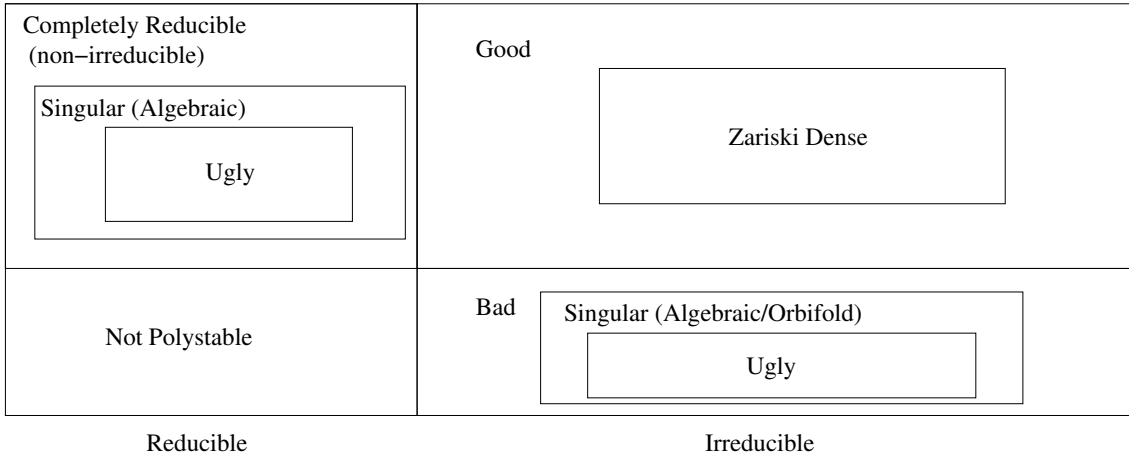 Completely Reducible
(non−irreducible)
Singular (Algebraic)
Ugly
Good
Zariski Dense
Not Polystable
Bad
Singular (Algebraic/Orbifold)
Ugly
Reducible
Irreducible